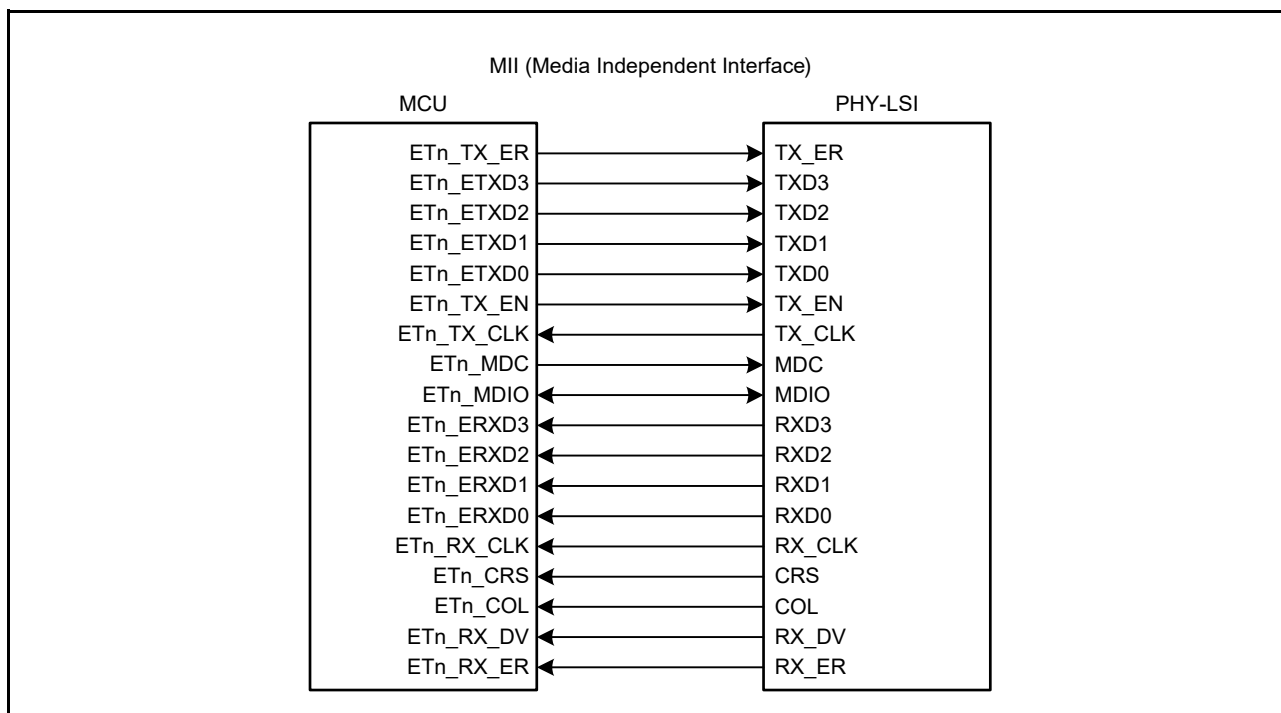 MII (Media Independent Interface)
MCU PHY-LSI
ETn_TX_ER TX_ER
ETn_ETXD3 TXD3
ETn_ETXD2 TXD2
ETn_ETXD1 TXD1
ETn_ETXD0 TXD0
ETn_TX_EN TX_EN
ETn_TX_CLK TX_CLK
ETn_MDC MDC
ETn_MDIO MDIO
ETn_ERXD3 RXD3
ETn_ERXD2 RXD2
ETn_ERXD1 RXD1
ETn_ERXD0 RXD0
ETn_RX_CLK RX_CLK
ETn_CRS CRS
ETn_COL COL
ETn_RX_DV RX_DV
ETn_RX_ER RX_ER